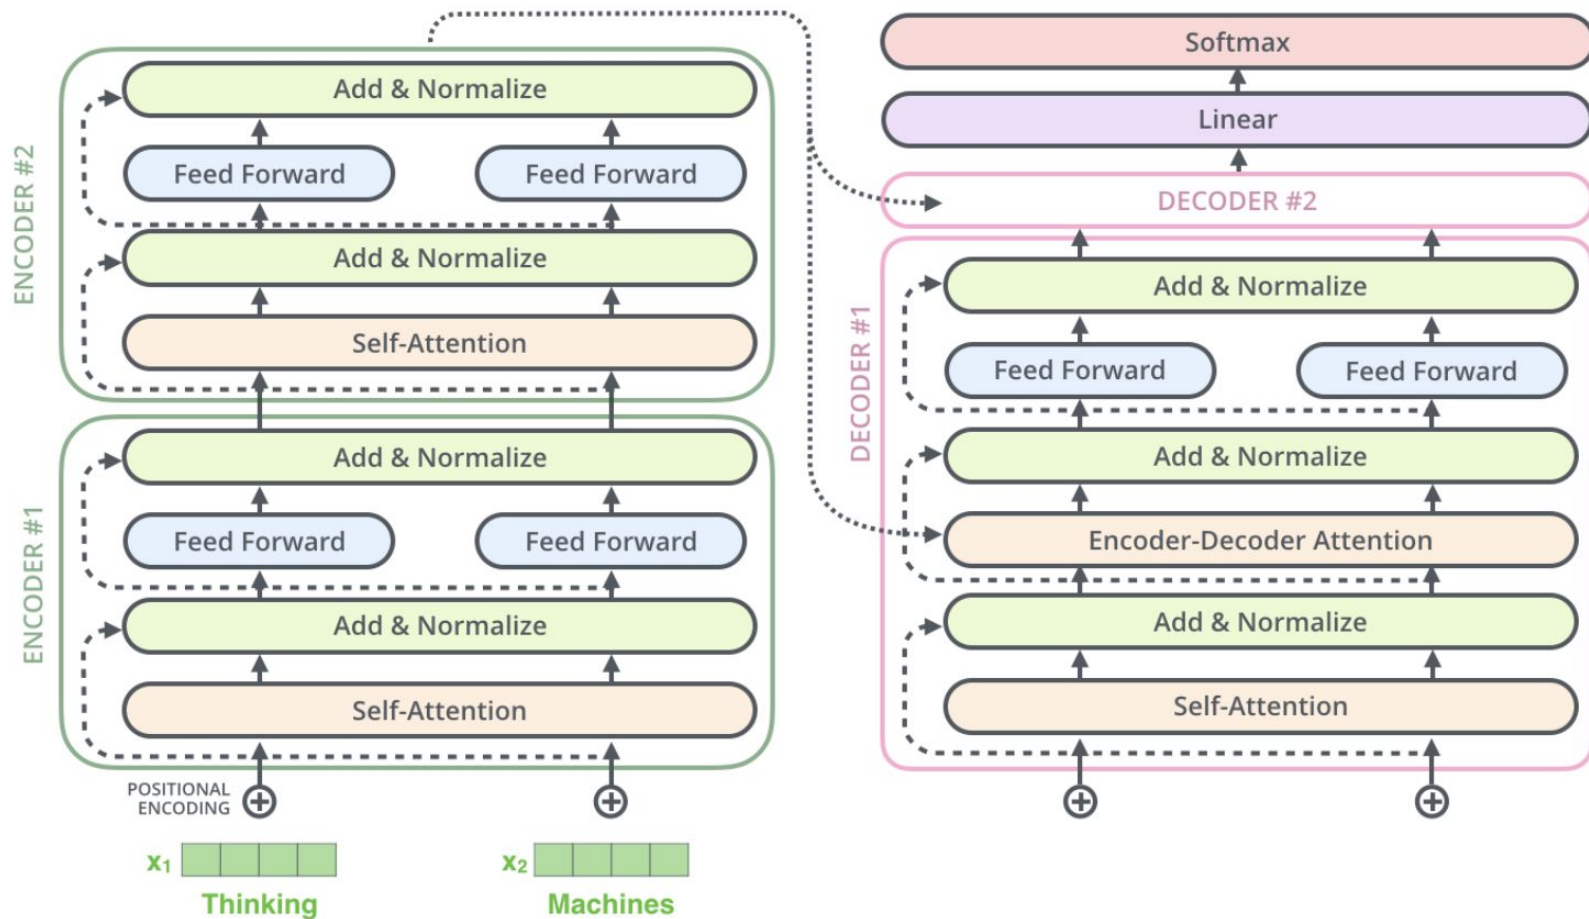 ENCODER #2
Add & Normalize
Feed Forward
Feed Forward
Add & Normalize
Self-Attention
ENCODER #1
Add & Normalize
Feed Forward
Feed Forward
Add & Normalize
Self-Attention
POSITIONAL
ENCODING
x₁
x₂
Thinking
Machines
Softmax
Linear
DECODER #2
DECODER #1
Add & Normalize
Feed Forward
Feed Forward
Add & Normalize
Encoder-Decoder Attention
Add & Normalize
Self-Attention